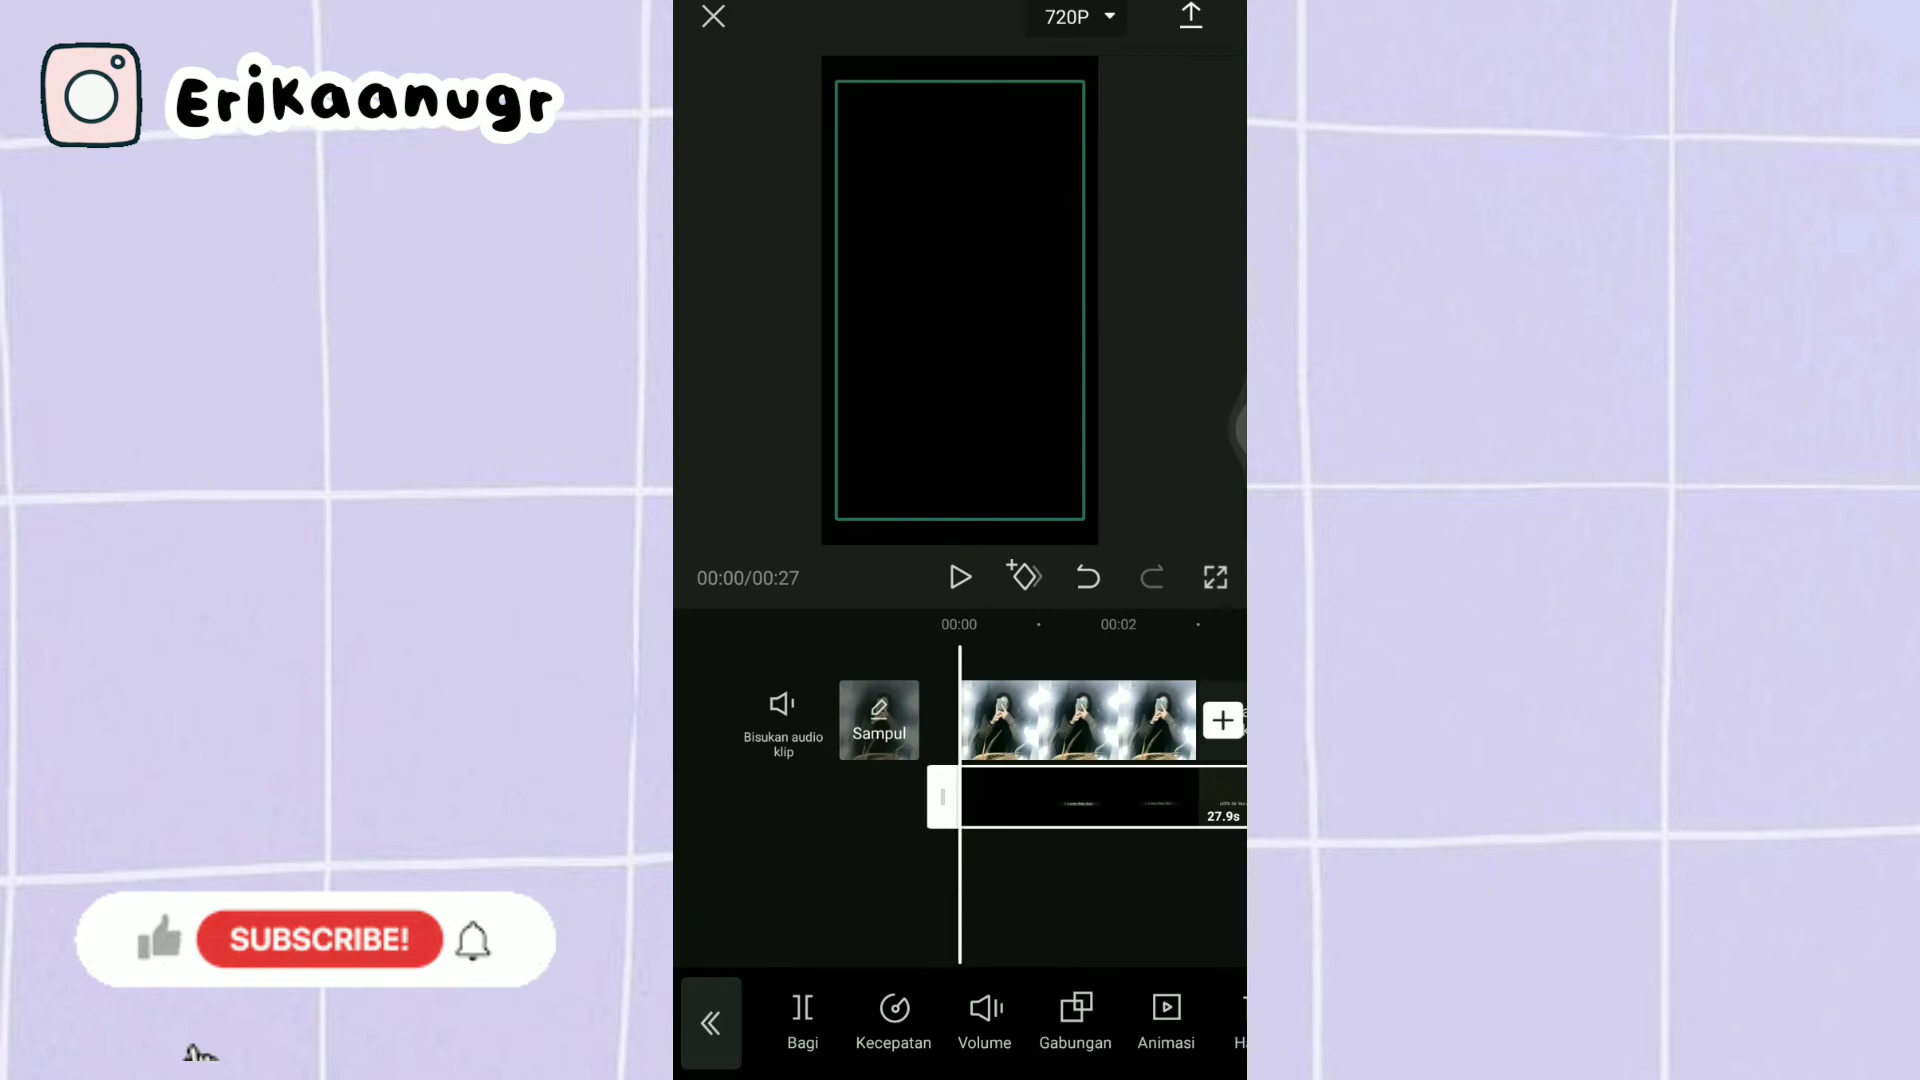 Erikaanugr
720P
00:00/00:27
00:00
00:02
Bisukan audio
klip
Sampul
27.9s
SUBSCRIBE!
Bagi
Kecepatan
Volume
Gabungan
Animasi